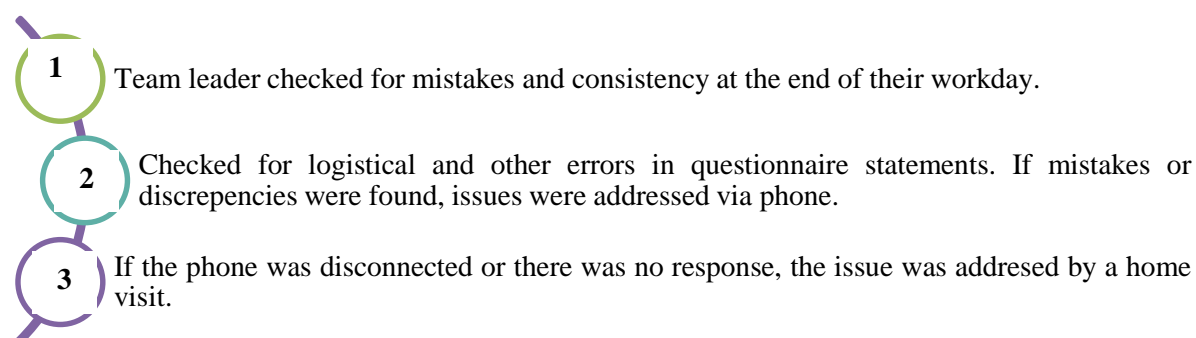 1
Team leader checked for mistakes and consistency at the end of their workday.
2
Checked for logistical and other errors in questionnaire statements. If mistakes or
discrepencies were found, issues were addressed via phone.
3
If the phone was disconnected or there was no response, the issue was addresed by a home
visit.